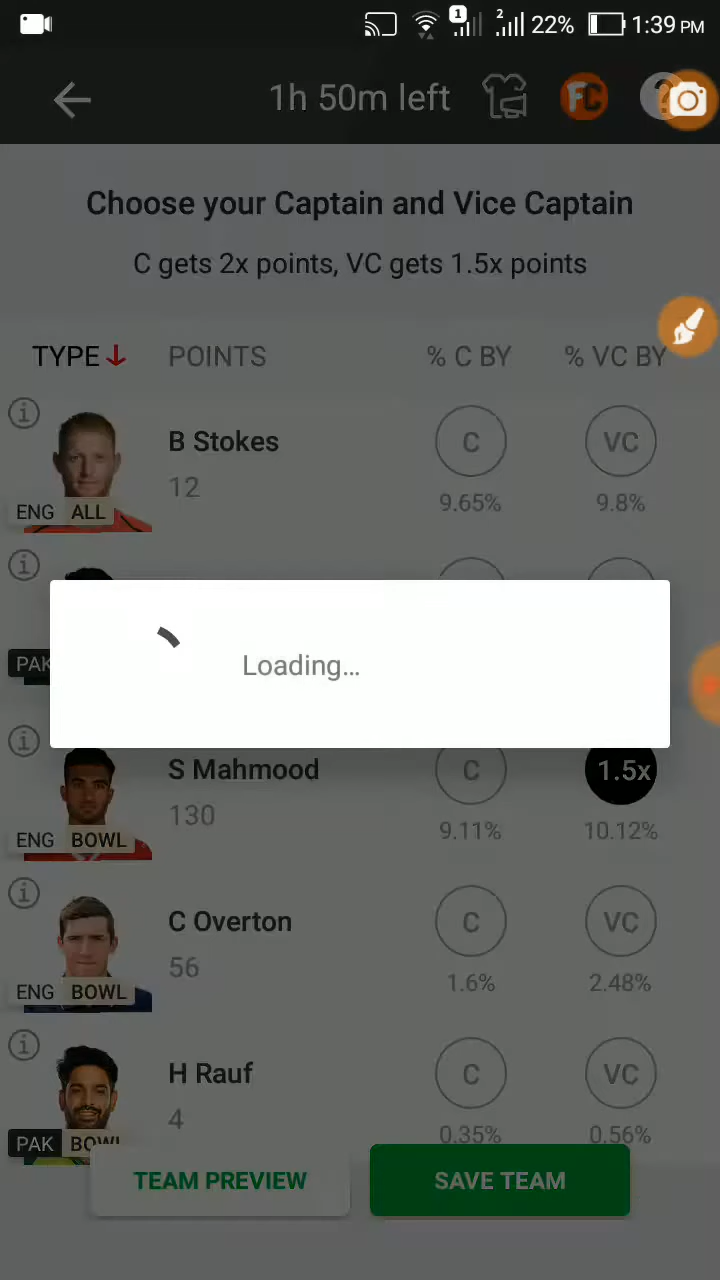 1 2 22% 1:39 PM
1h 50m left FC ?
Choose your Captain and Vice Captain
C gets 2x points, VC gets 1.5x points
TYPE POINTS % C BY % VC BY
i
B Stokes C VC
12
ENG ALL 9.65% 9.8%
i
PAK
Loading...
i
S Mahmood C 1.5x
130
ENG BOWL 9.11% 10.12%
i
C Overton C VC
56
ENG BOWL 1.6% 2.48%
i
H Rauf C VC
4
PAK BOWL 0.35% 0.56%
TEAM PREVIEW SAVE TEAM